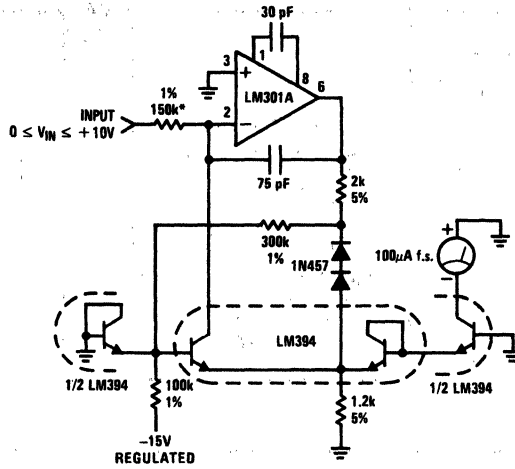 30 pF
1
8
3
+
LM301A
6
2
−
1%
150k*
INPUT
0 ≤ VIN ≤ +10V
75 pF
2k
5%
300k
1%
1N457
+
100µA f.s.
−
LM394
1/2 LM394
1/2 LM394
100k
1%
1.2k
5%
−15V
REGULATED